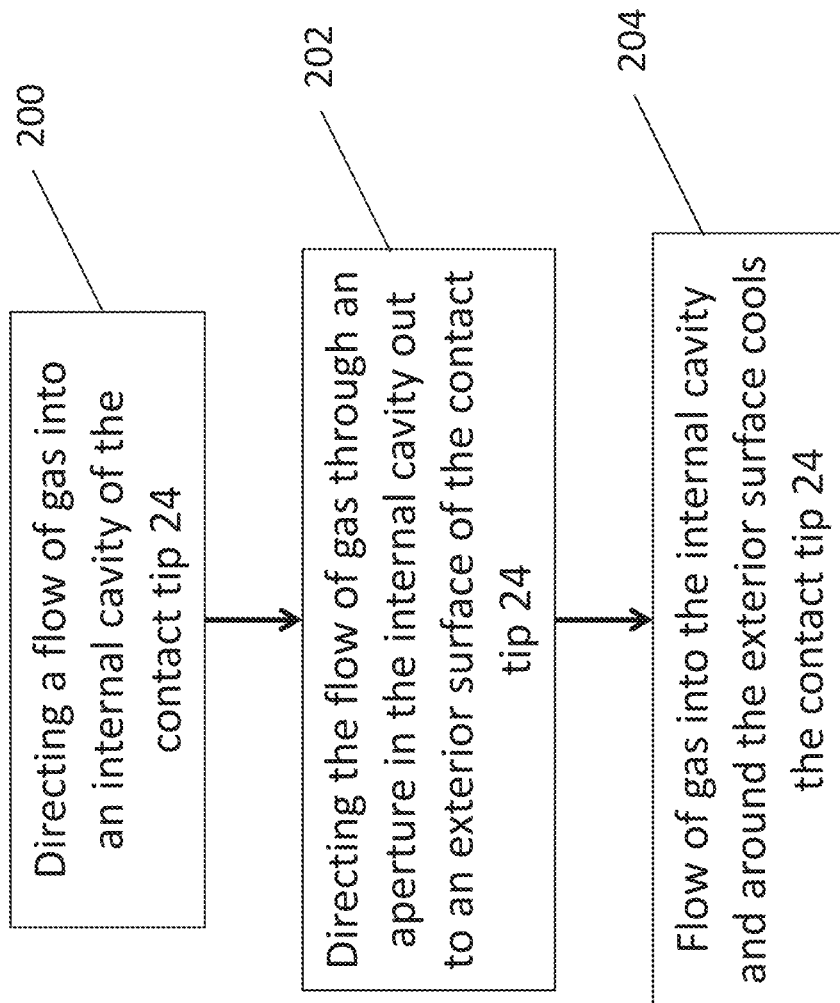 200
Directing a flow of gas into
an internal cavity of the
contact tip 24
202
Directing the flow of gas through an
aperture in the internal cavity out
to an exterior surface of the contact
tip 24
204
Flow of gas into the internal cavity
and around the exterior surface cools
the contact tip 24